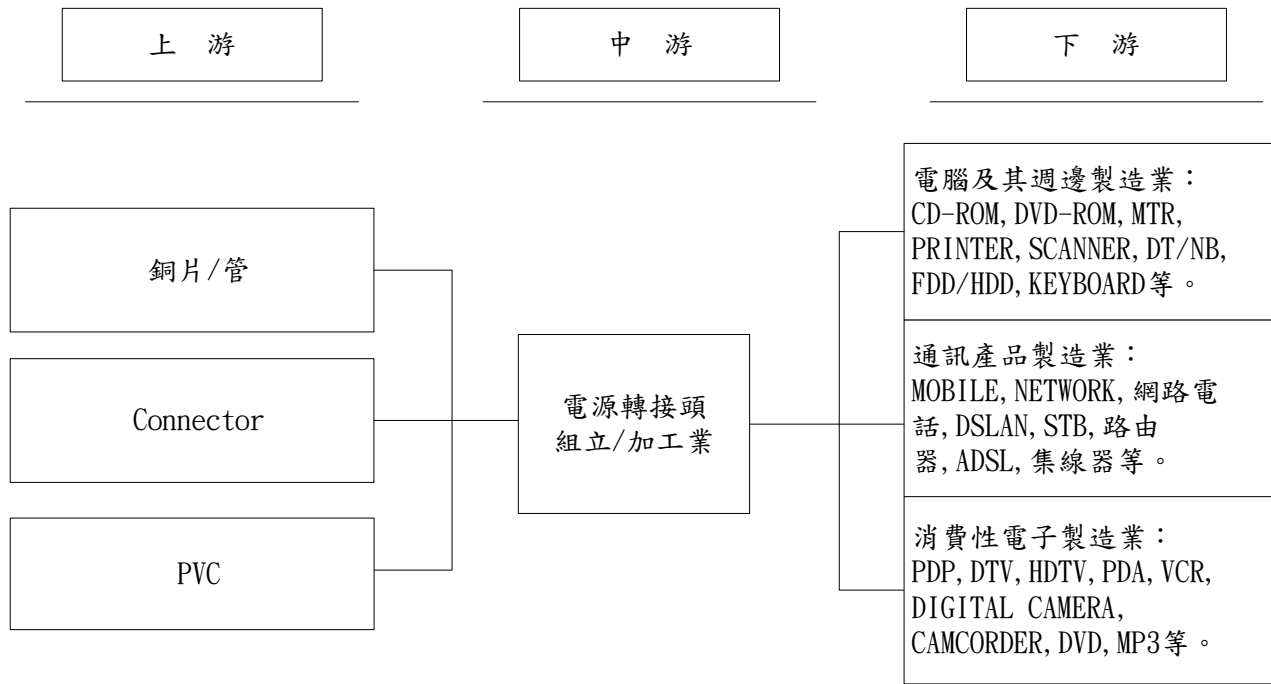 上 游
中 游
下 游
銅片/管
Connector
PVC
電源轉接頭
組立/加工業
電腦及其週邊製造業：
CD-ROM,DVD-ROM,MTR,
PRINTER,SCANNER,DT/NB,
FDD/HDD,KEYBOARD等。
通訊產品製造業：
MOBILE,NETWORK,網路電
話,DSLAN,STB,路由
器,ADSL,集線器等。
消費性電子製造業：
PDP,DTV,HDTV,PDA,VCR,
DIGITAL CAMERA,
CAMCORDER,DVD,MP3等。